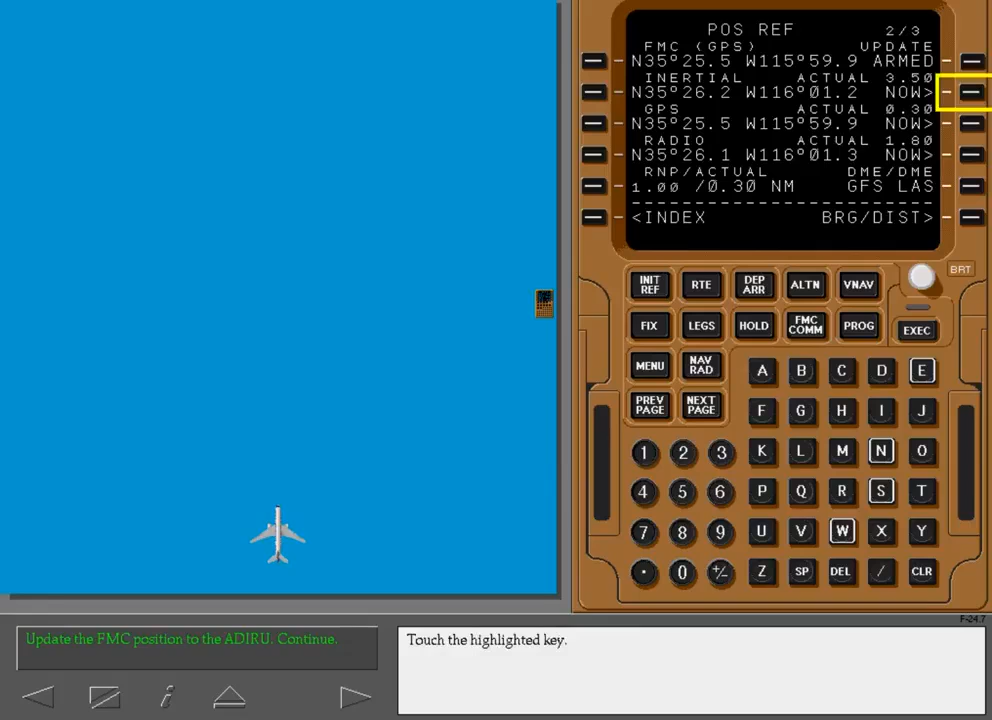 POS REF 2/3
FMC (GPS) UPDATE
N35°25.5 W115°59.9 ARMED
INERTIAL ACTUAL 3.50
N35°26.2 W116°01.2 NOW>
GPS ACTUAL 0.30
N35°25.5 W115°59.9 NOW>
RADIO ACTUAL 1.80
N35°26.1 W116°01.3 NOW>
RNP/ACTUAL DME/DME
1.00 /0.30 NM GFS LAS
--------------------------------
<INDEX BRG/DIST>
BRT
INIT REF RTE DEP ARR ALTN VNAV
FIX LEGS HOLD FMC COMM PROG EXEC
MENU NAV RAD
A B C D E
PREV PAGE NEXT PAGE
F G H I J
1 2 3 K L M N O
4 5 6 P Q R S T
7 8 9 U V W X Y
. 0 +/- Z SP DEL / CLR
F-24.7
Update the FMC position to the ADIRU. Continue.
Touch the highlighted key.
i